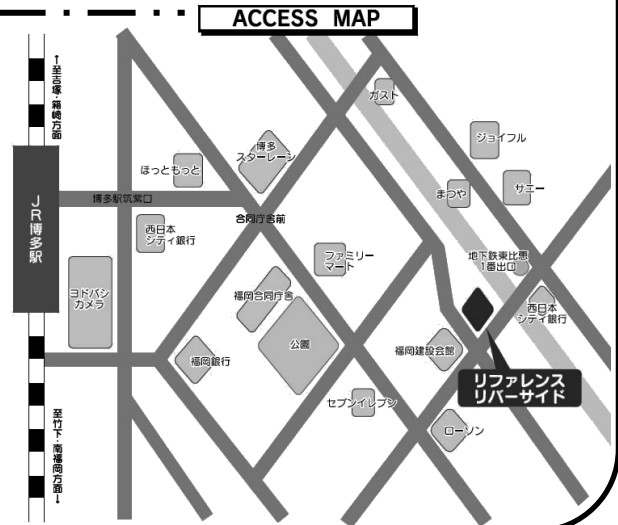 ACCESS MAP
↑至吉塚・箱崎方面
ガスト
ジョイフル
博多
スターレーン
ほっともっと
サニー
まつや
博多駅筑紫口
JR博多駅
合同庁舎前
西日本
シティ銀行
ファミリー
マート
地下鉄東比恵
1番出口
ヨドバシ
カメラ
福岡合同庁舎
西日本
シティ銀行
公園
福岡建設会館
福岡銀行
リファレンス
リバーサイド
セブンイレブン
ローソン
至竹下・南福岡方面↓